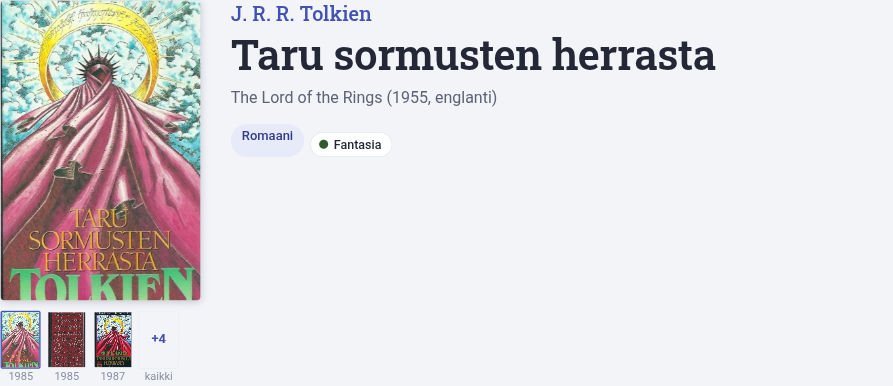 J. R. R. Tolkien
Taru sormusten herrasta
The Lord of the Rings (1955, englanti)
Romaani
Fantasia
TARU
SORMUSTEN
HERRASTA
TOLKIEN
+4
1985
1985
1987
kaikki